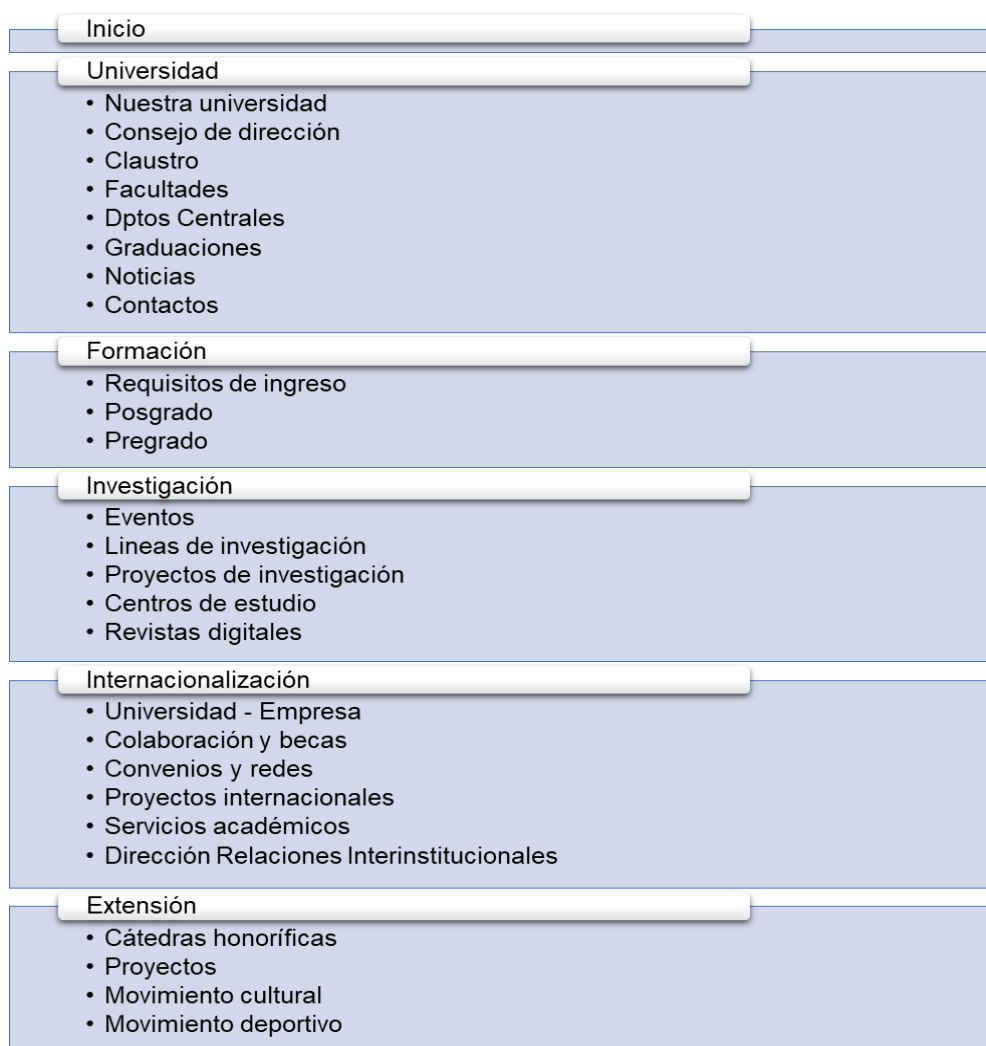 Inicio
Universidad
• Nuestra universidad
• Consejo de dirección
• Claustro
• Facultades
• Dptos Centrales
• Graduaciones
• Noticias
• Contactos
Formación
• Requisitos de ingreso
• Posgrado
• Pregrado
Investigación
• Eventos
• Lineas de investigación
• Proyectos de investigación
• Centros de estudio
• Revistas digitales
Internacionalización
• Universidad - Empresa
• Colaboración y becas
• Convenios y redes
• Proyectos internacionales
• Servicios académicos
• Dirección Relaciones Interinstitucionales
Extensión
• Cátedras honoríficas
• Proyectos
• Movimiento cultural
• Movimiento deportivo